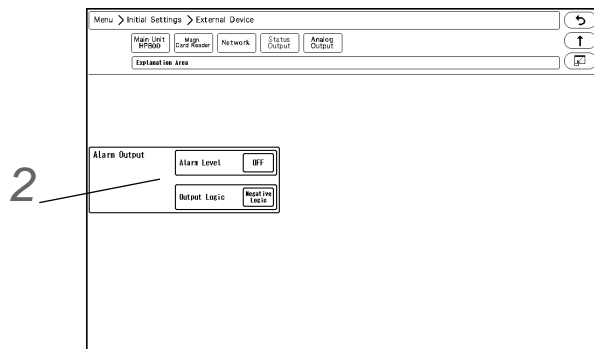 Menu > Initial Settings > External Device
Main Unit HP800
Magn. Card Reader
Network
Status Output
Analog Output
Explanation Area
Alarm Output
Alarm Level OFF
2
Output Logic Negative Logic